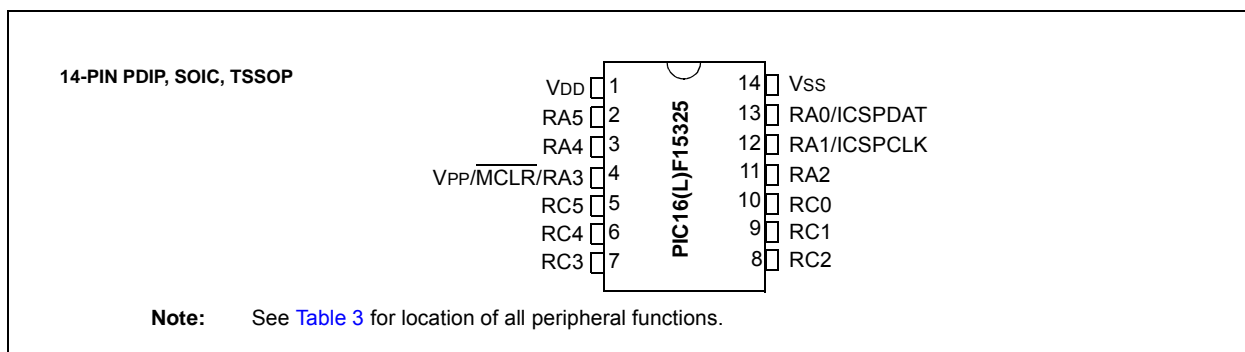 14-PIN PDIP, SOIC, TSSOP
VDD 1 14 VSS
RA5 2 13 RA0/ICSPDAT
RA4 3 12 RA1/ICSPCLK
VPP/MCLR/RA3 4 11 RA2
RC5 5 10 RC0
RC4 6 9 RC1
RC3 7 8 RC2
PIC16(L)F15325
Note: See Table 3 for location of all peripheral functions.